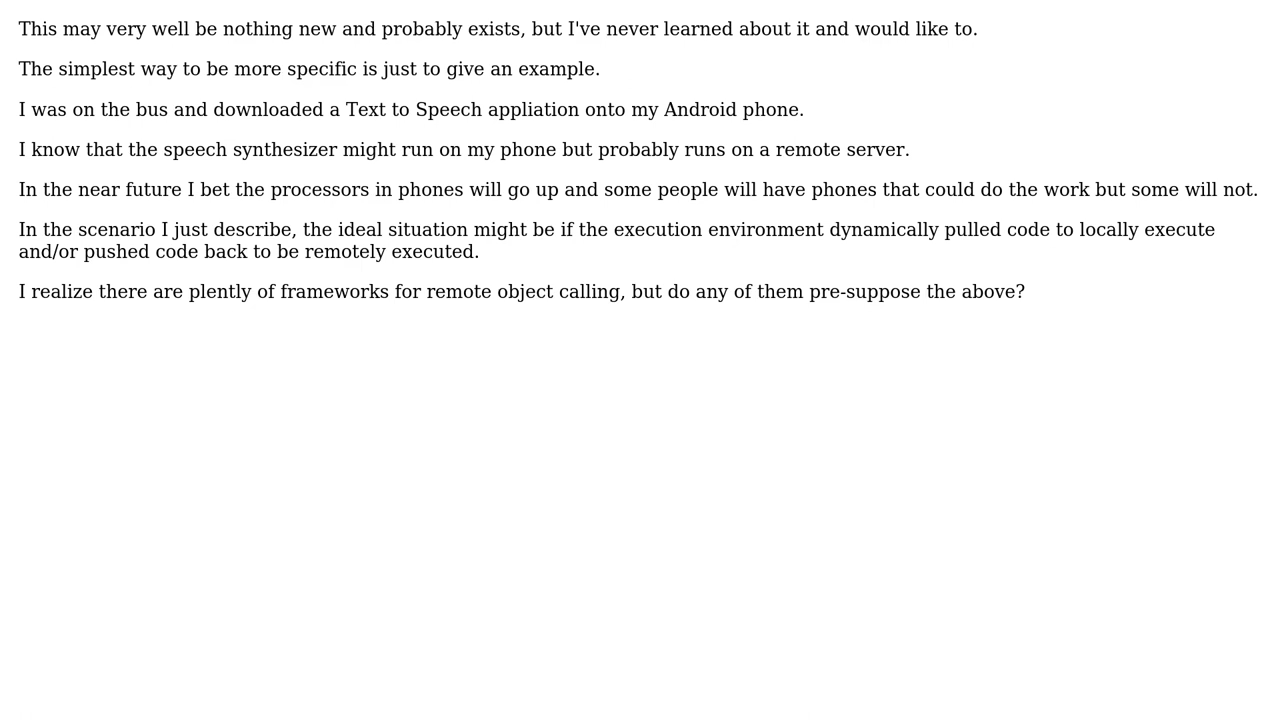 This may very well be nothing new and probably exists, but I've never learned about it and would like to.
The simplest way to be more specific is just to give an example.
I was on the bus and downloaded a Text to Speech appliation onto my Android phone.
I know that the speech synthesizer might run on my phone but probably runs on a remote server.
In the near future I bet the processors in phones will go up and some people will have phones that could do the work but some will not.
In the scenario I just describe, the ideal situation might be if the execution environment dynamically pulled code to locally execute
and/or pushed code back to be remotely executed.
I realize there are plently of frameworks for remote object calling, but do any of them pre-suppose the above?